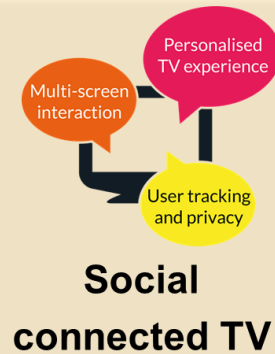 Personalised
TV experience
Multi-screen
interaction
User tracking
and privacy
Social
connected TV